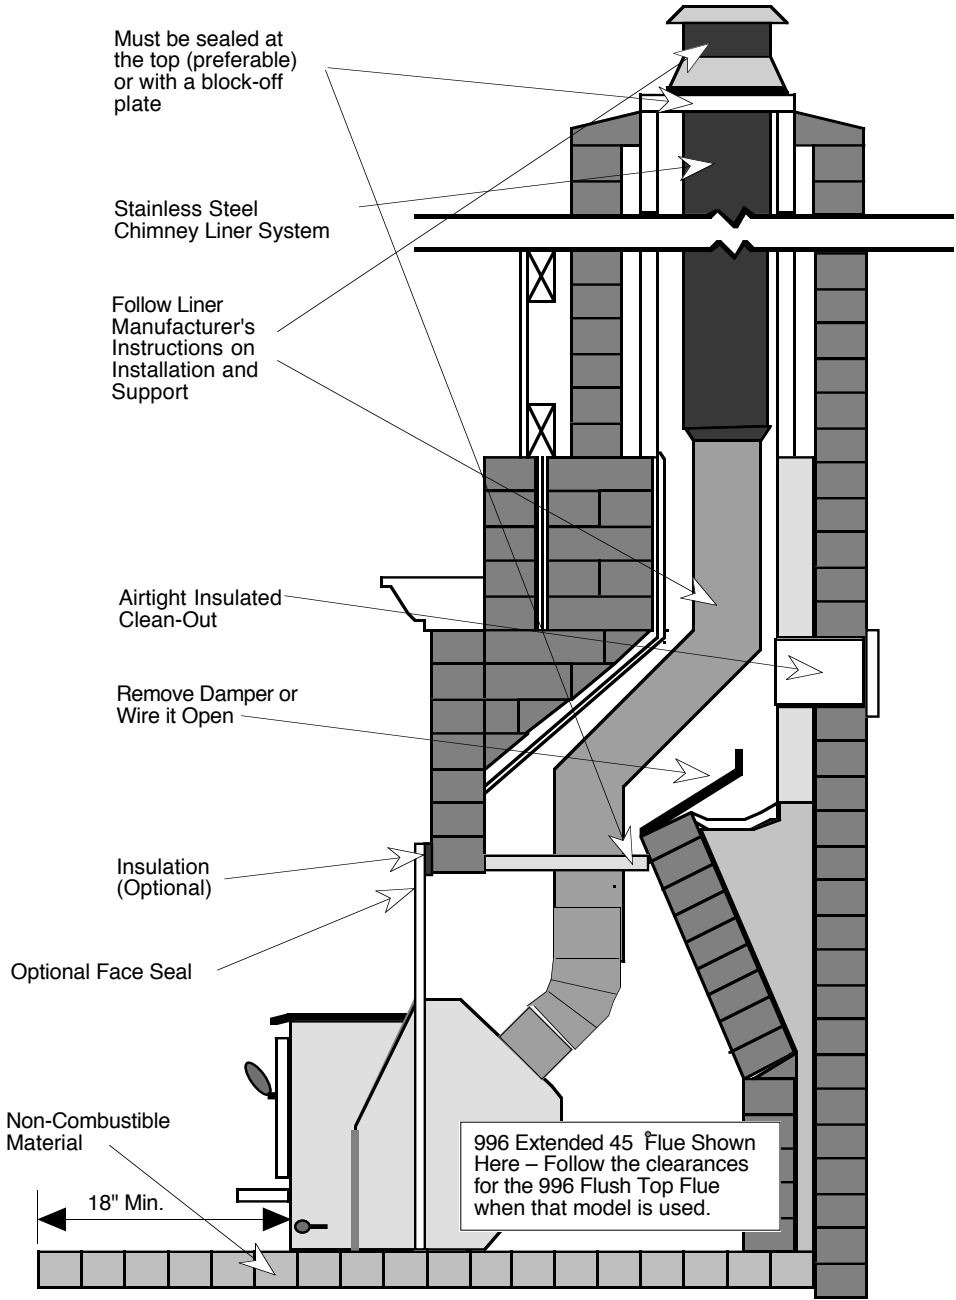 Must be sealed at
the top (preferable)
or with a block-off
plate
Stainless Steel
Chimney Liner System
Follow Liner
Manufacturer's
Instructions on
Installation and
Support
Airtight Insulated
Clean-Out
Remove Damper or
Wire it Open
Insulation
(Optional)
Optional Face Seal
Non-Combustible
Material
18" Min.
996 Extended 45° Flue Shown
Here – Follow the clearances
for the 996 Flush Top Flue
when that model is used.